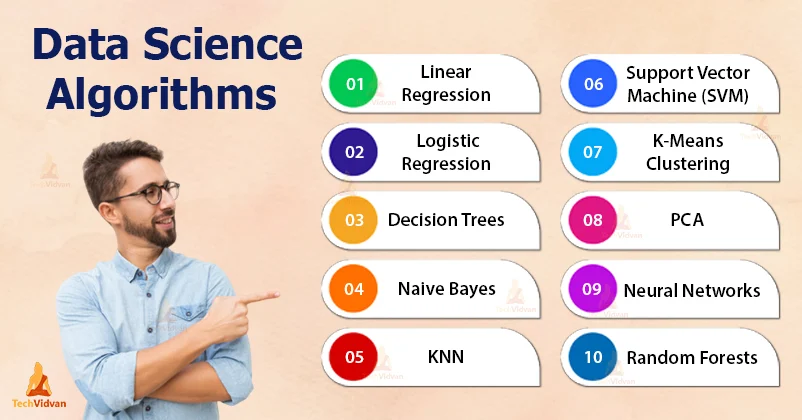 Data Science
Algorithms
01
Linear
Regression
02
Logistic
Regression
03
Decision Trees
04
Naive Bayes
05
KNN
06
Support Vector
Machine (SVM)
07
K-Means
Clustering
08
PCA
09
Neural Networks
10
Random Forests
TechVidvan